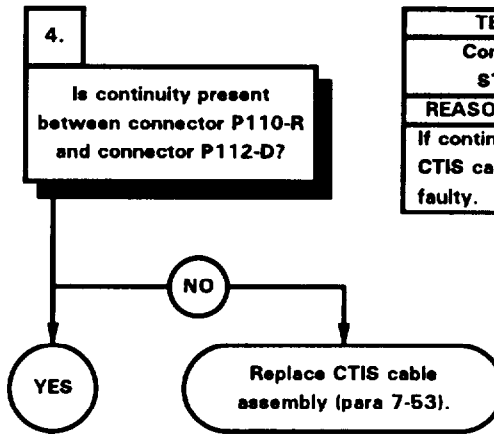 4.
Is continuity present
between connector P110-R
and connector P112-D?
NO
YES
Replace CTIS cable
assembly (para 7-53).
If contin
CTIS ca
faulty.